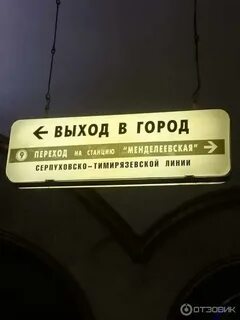 ← ВЫХОД В ГОРОД
9 ПЕРЕХОД НА СТАНЦИЮ "МЕНДЕЛЕЕВСКАЯ" →
СЕРПУХОВСКО-ТИМИРЯЗЕВСКОЙ ЛИНИИ
ОТЗОВИК